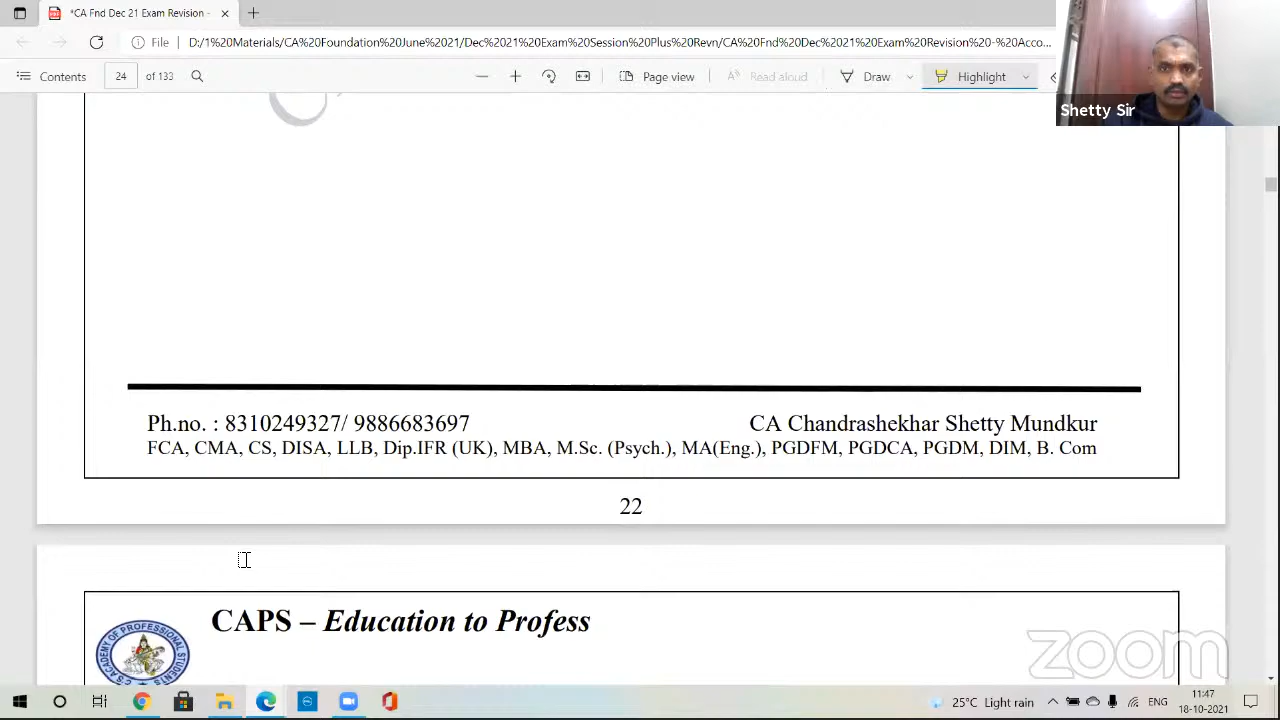 *CA Fnd Dec 21 Exam Revision -
File
D:/1%20Materials/CA%20Foundation%20June%2021/Dec%2021%20Exam%20Session%20Plus%20Revn/CA%20Fnd%20Dec%2021%20Exam%20Revision%20-%20Acco...
Contents
24
of 133
Page view
Read aloud
Draw
Highlight
Shetty Sir
Ph.no. : 8310249327/ 9886683697
CA Chandrashekhar Shetty Mundkur
FCA, CMA, CS, DISA, LLB, Dip.IFR (UK), MBA, M.Sc. (Psych.), MA(Eng.), PGDFM, PGDCA, PGDM, DIM, B. Com
22
CAPS – Education to Profess
zoom
25°C Light rain
ENG
11:47
18-10-2021